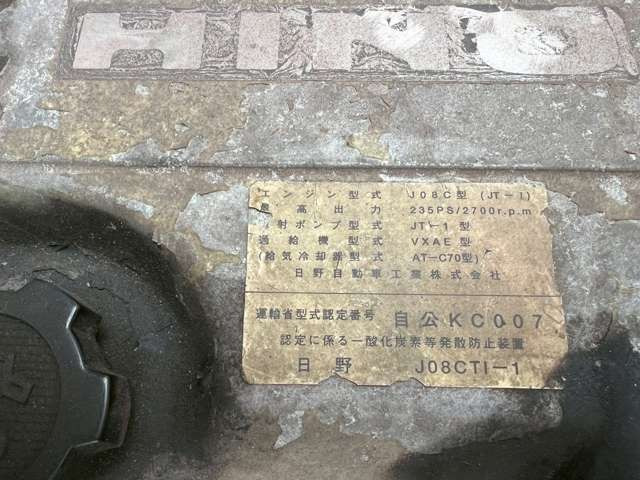 HINO
エンジン型式 J08C型 (JT-I)
最高出力 235PS/2700r.p.m
噴射ポンプ型式 JT-1型
過給機型式 VXAE型
(給気冷却器型式 AT-C70型)
日野自動車工業株式会社
運輸省型式認定番号 自公KC007
認定に係る一酸化炭素等発散防止装置
日野 J08CTI-1